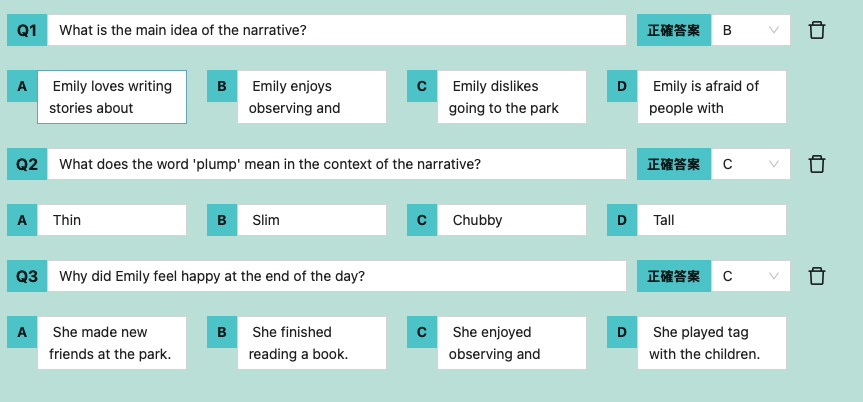 Q1 What is the main idea of the narrative? 正確答案 B
A Emily loves writing B Emily enjoys C Emily dislikes D Emily is afraid of
stories about observing and going to the park people with
Q2 What does the word 'plump' mean in the context of the narrative? 正確答案 C
A Thin B Slim C Chubby D Tall
Q3 Why did Emily feel happy at the end of the day? 正確答案 C
A She made new B She finished C She enjoyed D She played tag
friends at the park. reading a book. observing and with the children.